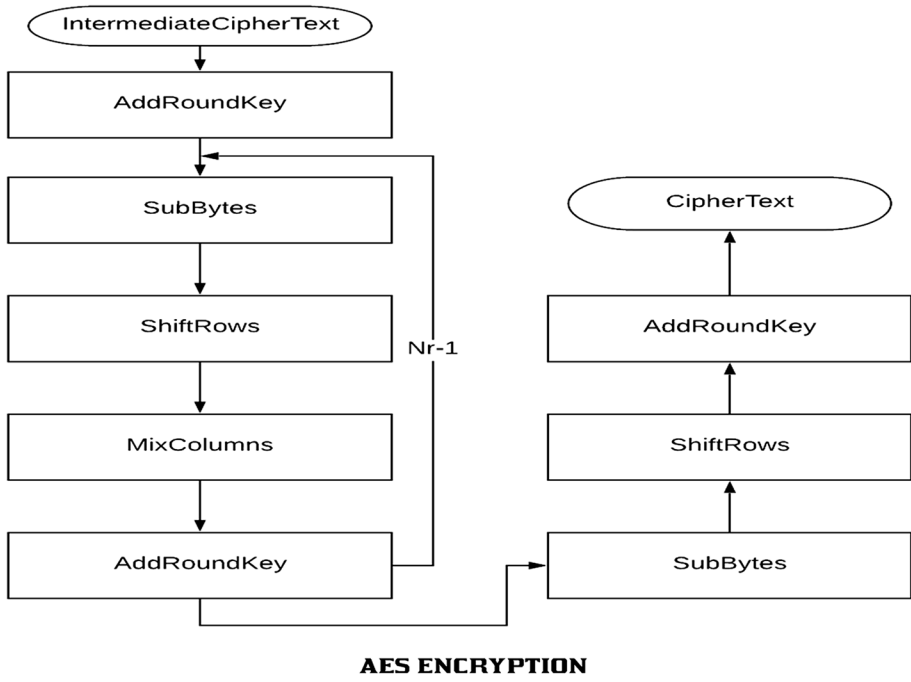 IntermediateCipherText
AddRoundKey
SubBytes
ShiftRows
MixColumns
AddRoundKey
Nr-1
CipherText
AddRoundKey
ShiftRows
SubBytes
AES ENCRYPTION